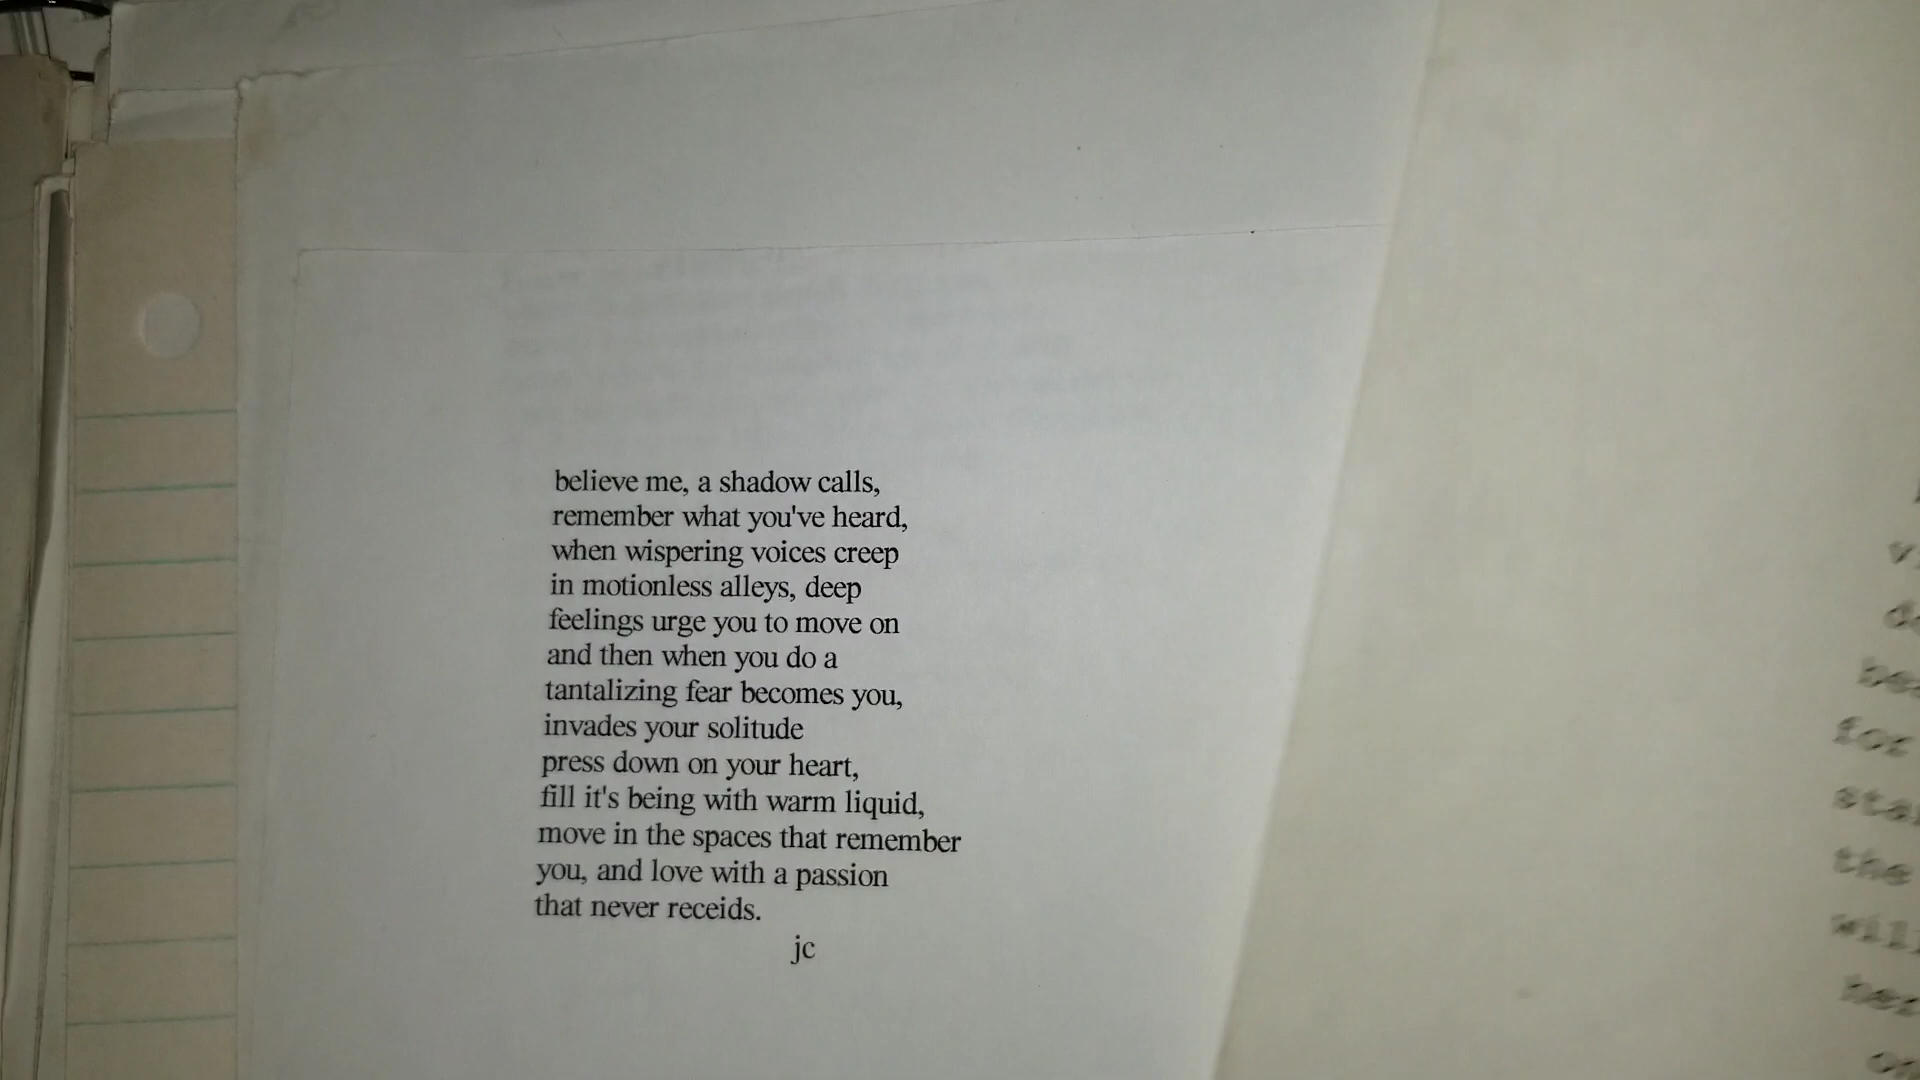 believe me, a shadow calls,
remember what you've heard,
when wispering voices creep
in motionless alleys, deep
feelings urge you to move on
and then when you do a
tantalizing fear becomes you,
invades your solitude
press down on your heart,
fill it's being with warm liquid,
move in the spaces that remember
you, and love with a passion
that never receids.
jc
for
the